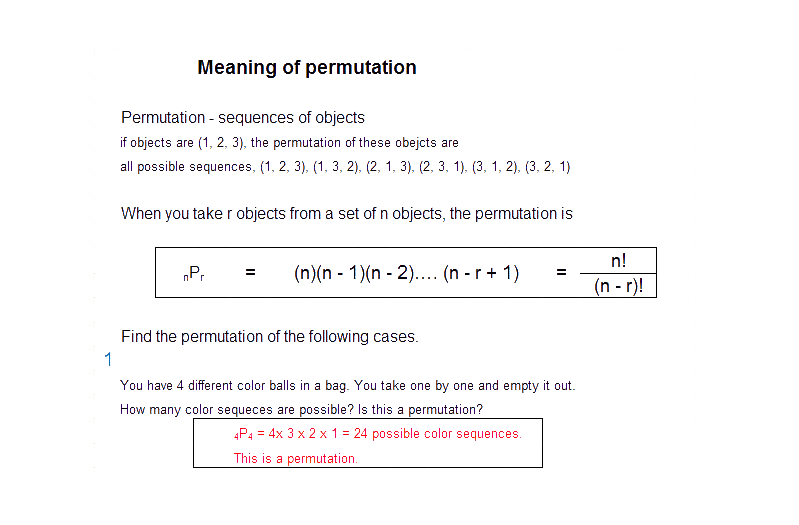 Meaning of permutation
Permutation - sequences of objects
if objects are (1, 2, 3), the permutation of these obejcts are
all possible sequences, (1, 2, 3), (1, 3, 2), (2, 1, 3), (2, 3, 1), (3, 1, 2), (3, 2, 1)
When you take r objects from a set of n objects, the permutation is
nPr = (n)(n - 1)(n - 2).... (n - r + 1) = n! / (n - r)!
Find the permutation of the following cases.
1
You have 4 different color balls in a bag. You take one by one and empty it out.
How many color sequeces are possible? Is this a permutation?
4P4 = 4x 3 x 2 x 1 = 24 possible color sequences.
This is a permutation.